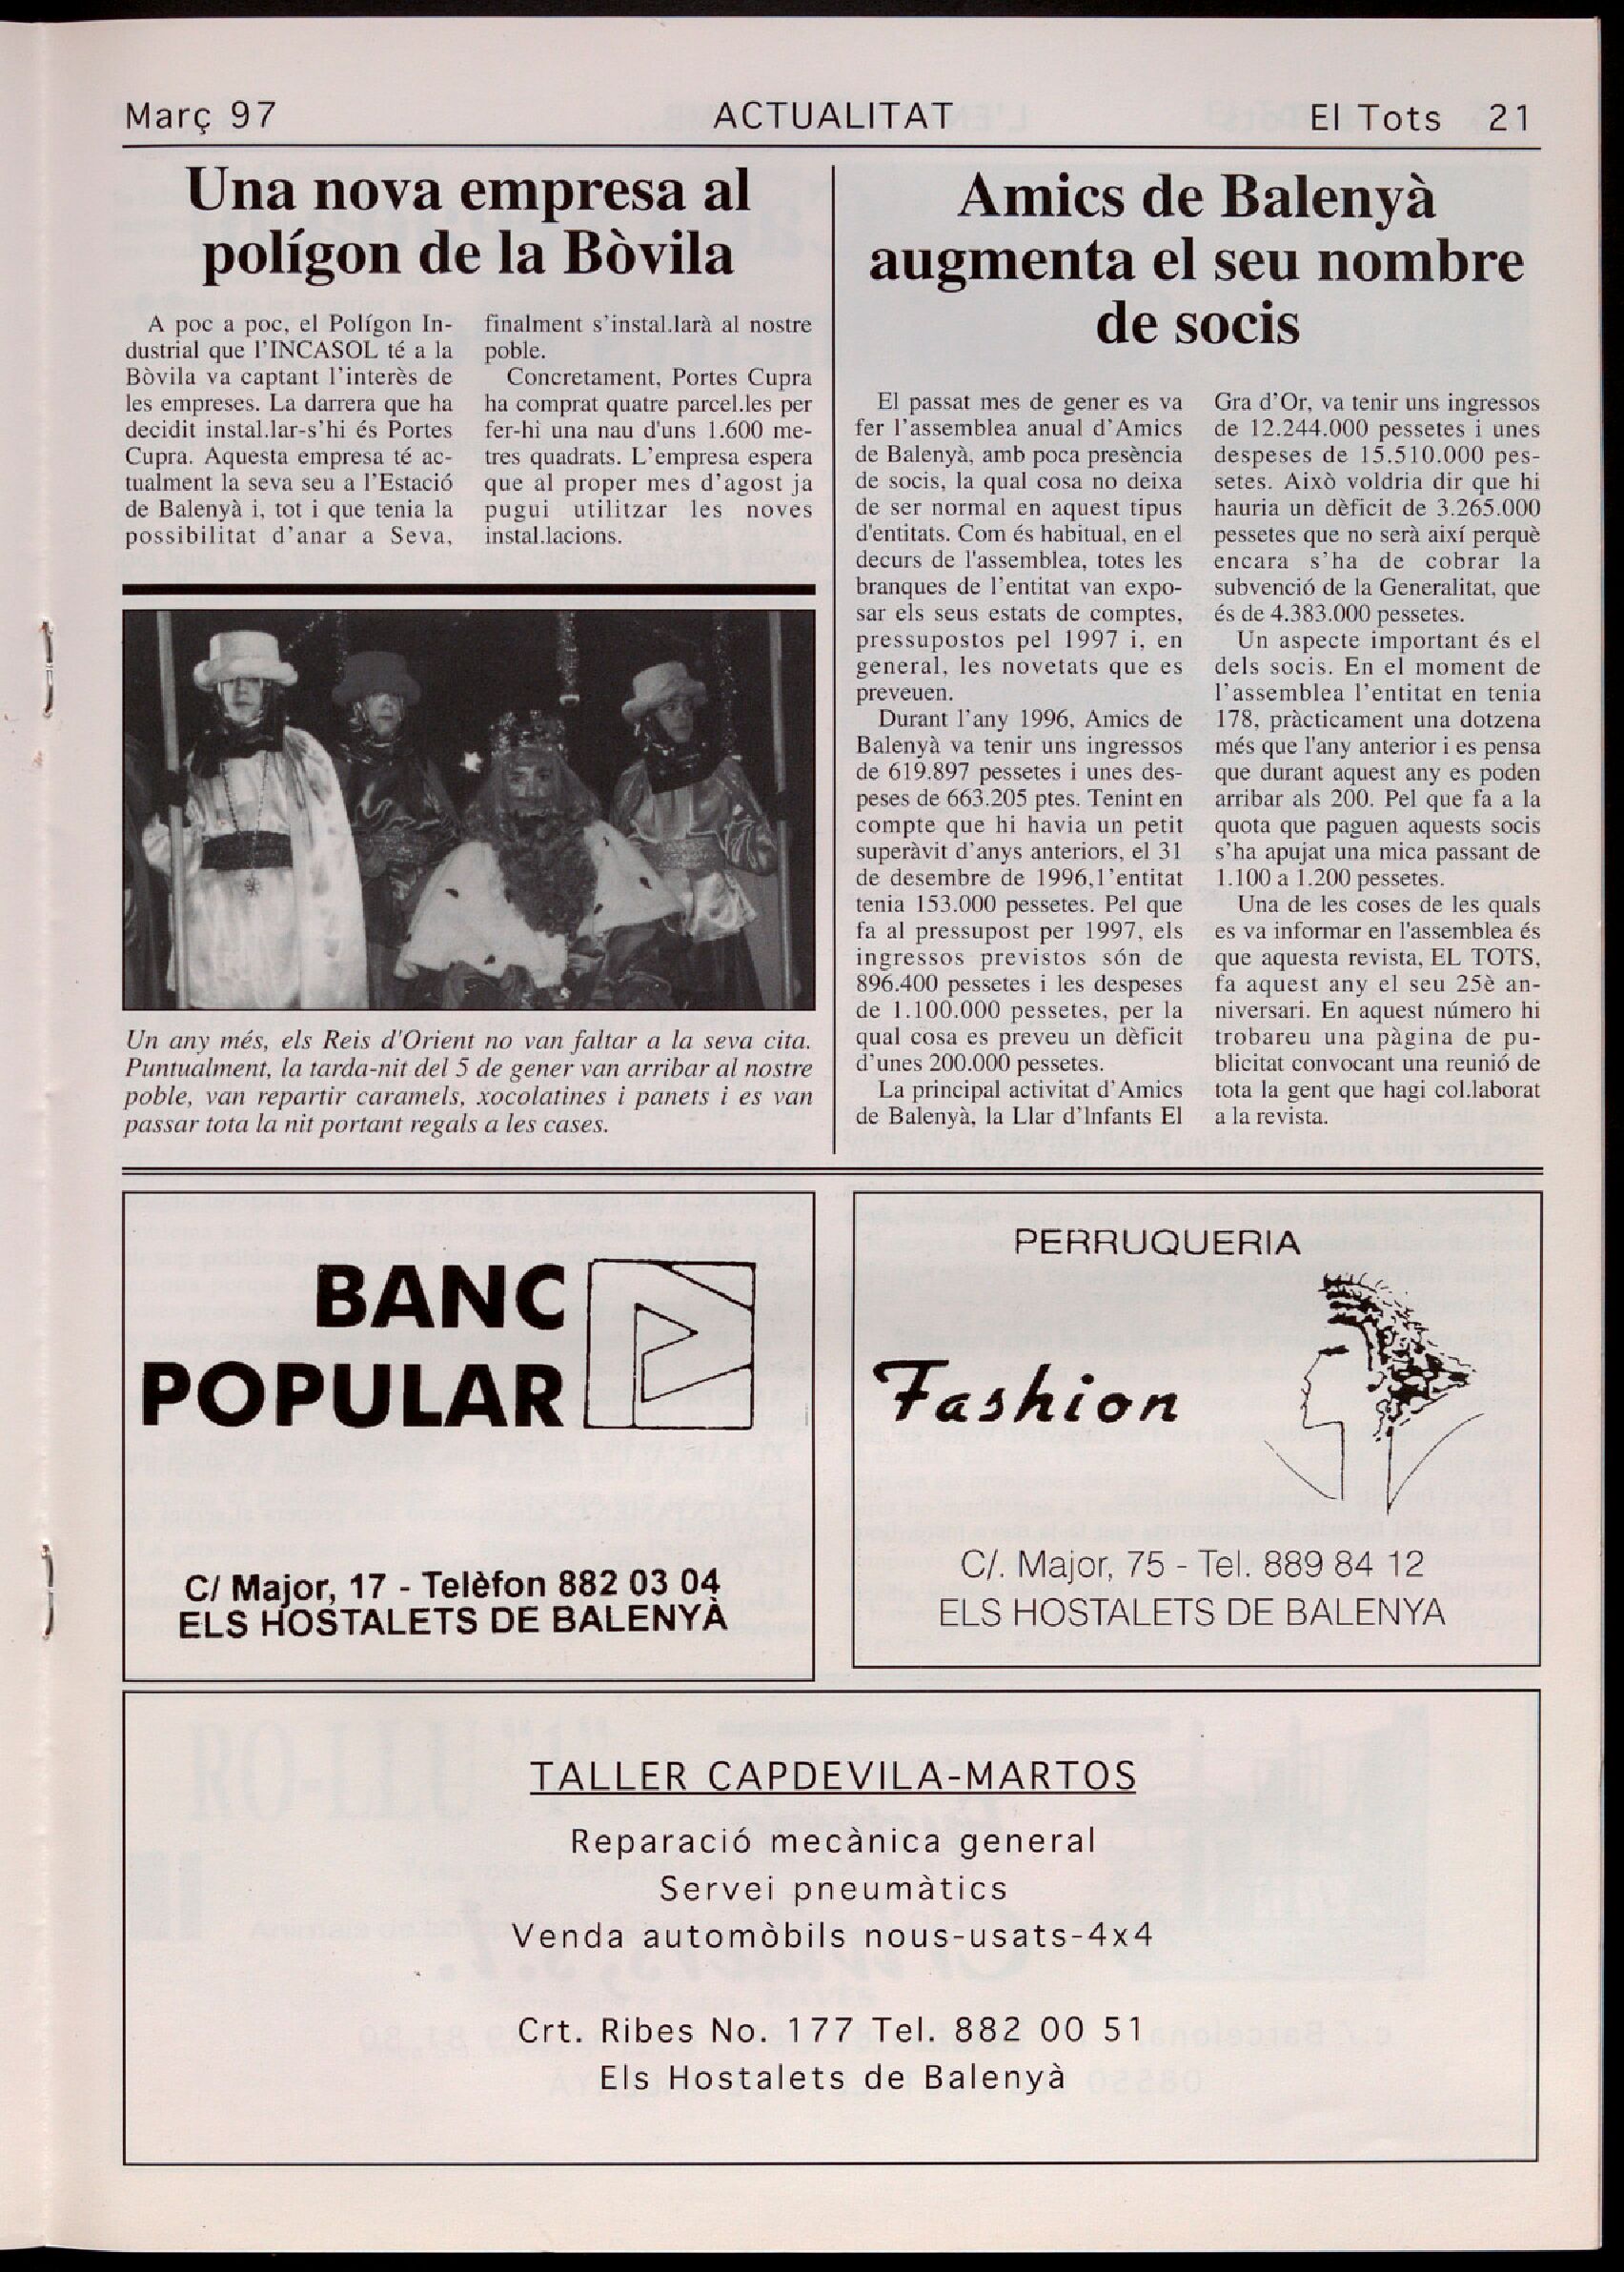 Març 97
ACTUALITAT
El Tots 21
Una nova empresa al
polígon de la Bòvila
A poc a poc, el Polígon In-
dustrial que l'INCASOL té a la
Bòvila va captant l'interès de
les empreses. La darrera que ha
decidit instal.lar-s'hi és Portes
Cupra. Aquesta empresa té ac-
tualment la seva seu a l'Estació
de Balenyà i, tot i que tenia la
possibilitat d'anar a Seva,
finalment s'instal.larà al nostre
poble.
Concretament, Portes Cupra
ha comprat quatre parcel.les per
fer-hi una nau d'uns 1.600 me-
tres quadrats. L'empresa espera
que al proper mes d'agost ja
pugui utilitzar les noves
instal.lacions.
Un any més, els Reis d'Orient no van faltar a la seva cita.
Puntualment, la tarda-nit del 5 de gener van arribar al nostre
poble, van repartir caramels, xocolatines i panets i es van
passar tota la nit portant regals a les cases.
Amics de Balenyà
augmenta el seu nombre
de socis
El passat mes de gener es va
fer l'assemblea anual d'Amics
de Balenyà, amb poca presència
de socis, la qual cosa no deixa
de ser normal en aquest tipus
d'entitats. Com és habitual, en el
decurs de l'assemblea, totes les
branques de l'entitat van expo-
sar els seus estats de comptes,
pressupostos pel 1997 i, en
general, les novetats que es
preveuen.
Durant l'any 1996, Amics de
Balenyà va tenir uns ingressos
de 619.897 pessetes i unes des-
peses de 663.205 ptes. Tenint en
compte que hi havia un petit
superàvit d'anys anteriors, el 31
de desembre de 1996,l'entitat
tenia 153.000 pessetes. Pel que
fa al pressupost per 1997, els
ingressos previstos són de
896.400 pessetes i les despeses
de 1.100.000 pessetes, per la
qual cosa es preveu un dèficit
d'unes 200.000 pessetes.
La principal activitat d'Amics
de Balenyà, la Llar d'Infants El
Gra d'Or, va tenir uns ingressos
de 12.244.000 pessetes i unes
despeses de 15.510.000 pes-
setes. Això voldria dir que hi
hauria un dèficit de 3.265.000
pessetes que no serà així perquè
encara s'ha de cobrar la
subvenció de la Generalitat, que
és de 4.383.000 pessetes.
Un aspecte important és el
dels socis. En el moment de
l'assemblea l'entitat en tenia
178, pràcticament una dotzena
més que l'any anterior i es pensa
que durant aquest any es poden
arribar als 200. Pel que fa a la
quota que paguen aquests socis
s'ha apujat una mica passant de
1.100 a 1.200 pessetes.
Una de les coses de les quals
es va informar en l'assemblea és
que aquesta revista, EL TOTS,
fa aquest any el seu 25è an-
niversari. En aquest número hi
trobareu una pàgina de pu-
blicitat convocant una reunió de
tota la gent que hagi col.laborat
a la revista.
BANC
POPULAR
C/ Major, 17 - Telèfon 882 03 04
ELS HOSTALETS DE BALENYÀ
PERRUQUERIA
Fashion
C/. Major, 75 - Tel. 889 84 12
ELS HOSTALETS DE BALENYA
TALLER CAPDEVILA-MARTOS
Reparació mecànica general
Servei pneumàtics
Venda automòbils nous-usats-4x4
Crt. Ribes No. 177 Tel. 882 00 51
Els Hostalets de Balenyà